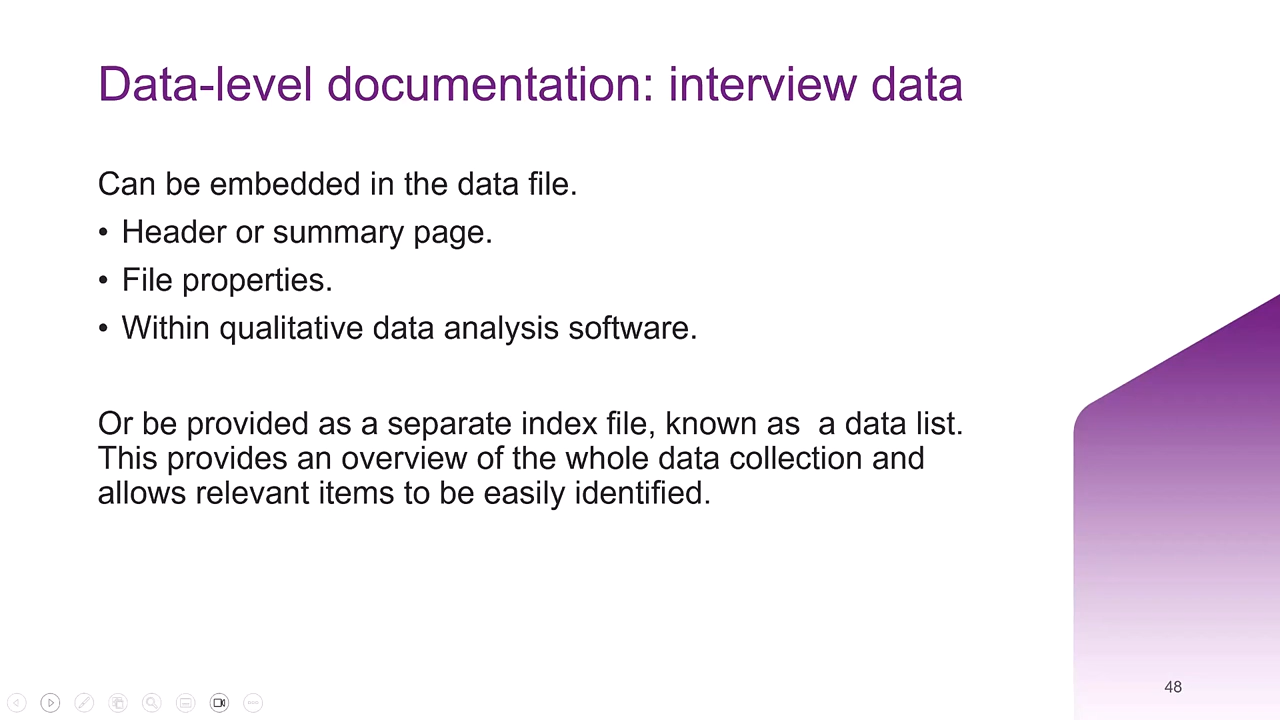 Data-level documentation: interview data
Can be embedded in the data file.
• Header or summary page.
• File properties.
• Within qualitative data analysis software.
Or be provided as a separate index file, known as  a data list.
This provides an overview of the whole data collection and
allows relevant items to be easily identified.
48